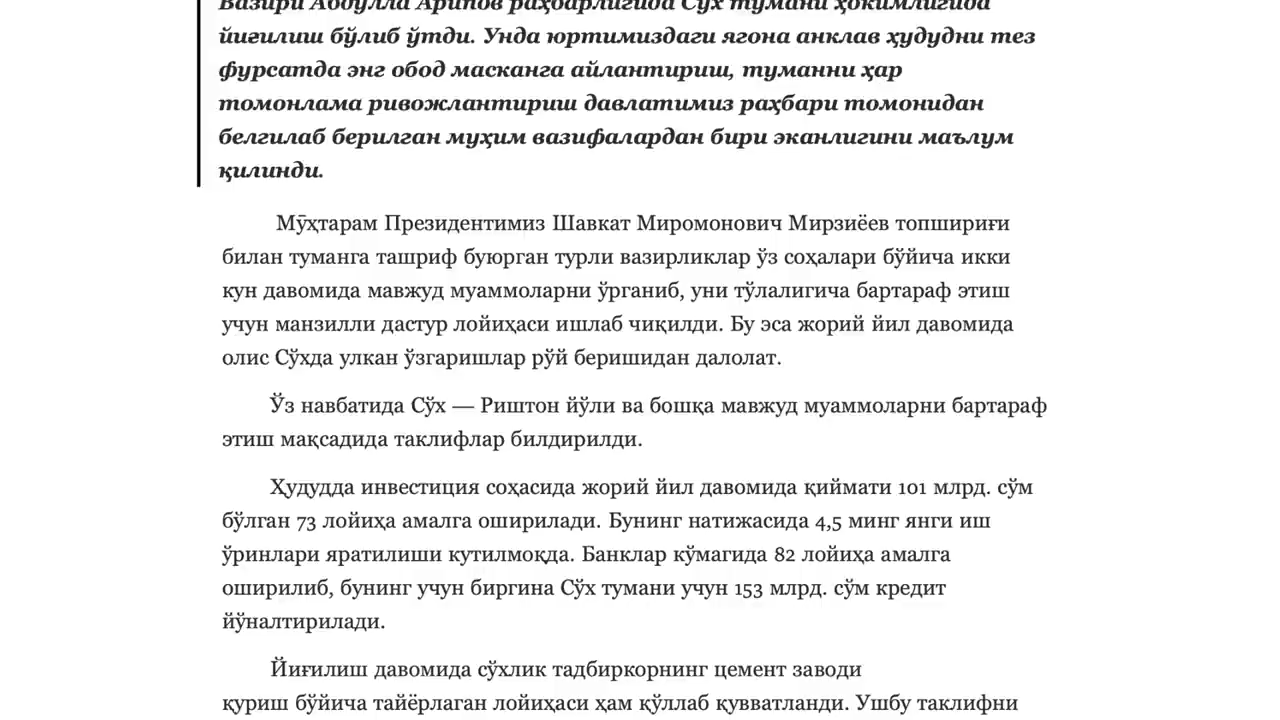 Вазири Абдулла Арипов раҳбарлигида Сўх тумани ҳокимлигида
йиғилиш бўлиб ўтди. Унда юртимиздаги ягона анклав ҳудудни тез
фурсатда энг обод масканга айлантириш, туманни ҳар
томонлама ривожлантириш давлатимиз раҳбари томонидан
белгилаб берилган муҳим вазифалардан бири эканлигини маълум
қилинди.
Мӯҳтарам Президентимиз Шавкат Миромонович Мирзиёев топшириғи
билан туманга ташриф буюрган турли вазирликлар ўз соҳалари бўйича икки
кун давомида мавжуд муаммоларни ўрганиб, уни тўлалигича бартараф этиш
учун манзилли дастур лойиҳаси ишлаб чиқилди. Бу эса жорий йил давомида
олис Сўхда улкан ўзгаришлар рўй беришидан далолат.
Ўз навбатида Сўх — Риштон йўли ва бошқа мавжуд муаммоларни бартараф
этиш мақсадида таклифлар билдирилди.
Ҳудудда инвестиция соҳасида жорий йил давомида қиймати 101 млрд. сўм
бўлган 73 лойиҳа амалга оширилади. Бунинг натижасида 4,5 минг янги иш
ўринлари яратилиши кутилмоқда. Банклар кўмагида 82 лойиҳа амалга
оширилиб, бунинг учун биргина Сўх тумани учун 153 млрд. сўм кредит
йўналтирилади.
Йиғилиш давомида сўхлик тадбиркорнинг цемент заводи
қуриш бўйича тайёрлаган лойиҳаси ҳам қўллаб қувватланди. Ушбу таклифни